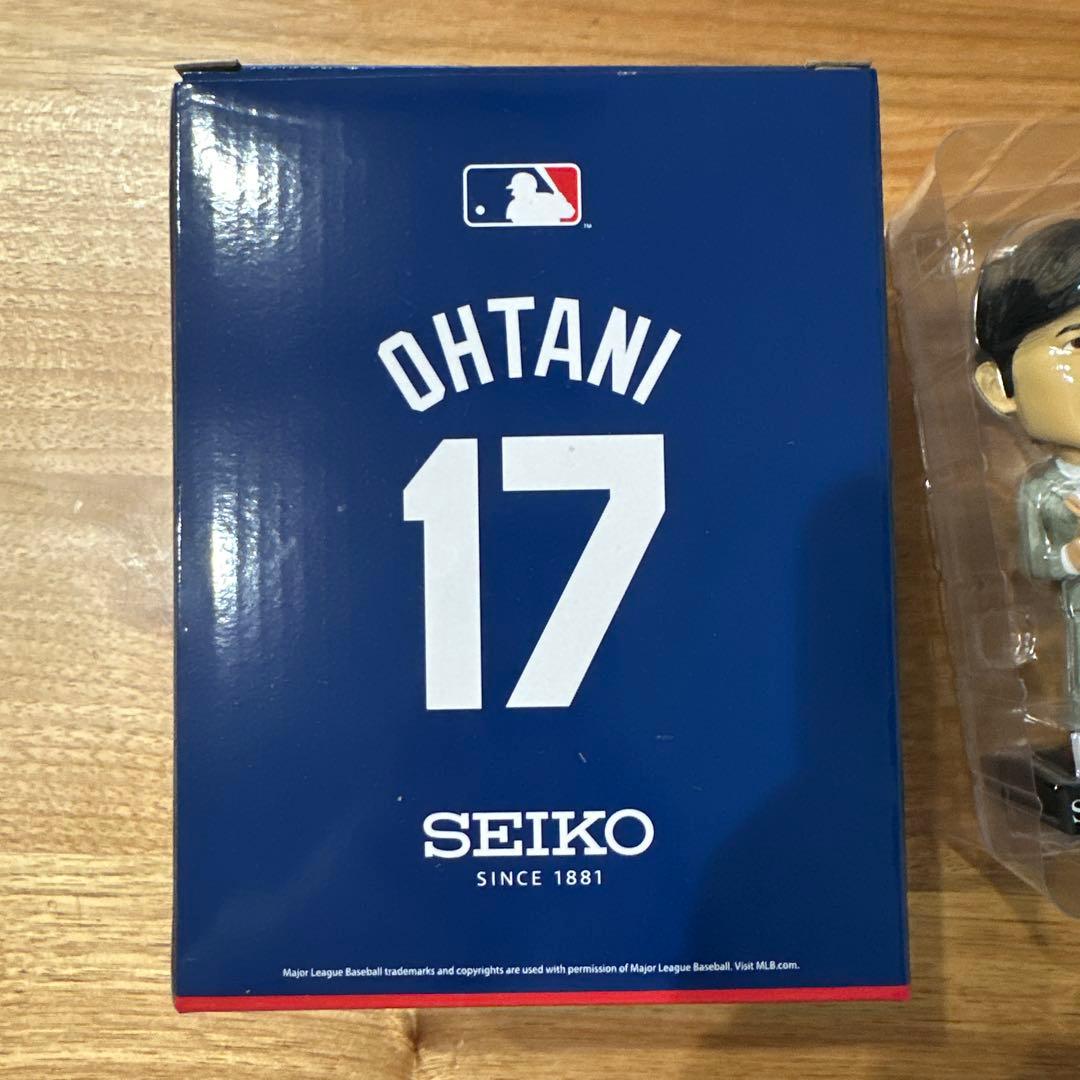 TM
OHTANI
17
SEIKO
SINCE 1881
Major League Baseball trademarks and copyrights are used with permission of Major League Baseball. Visit MLB.com.
S